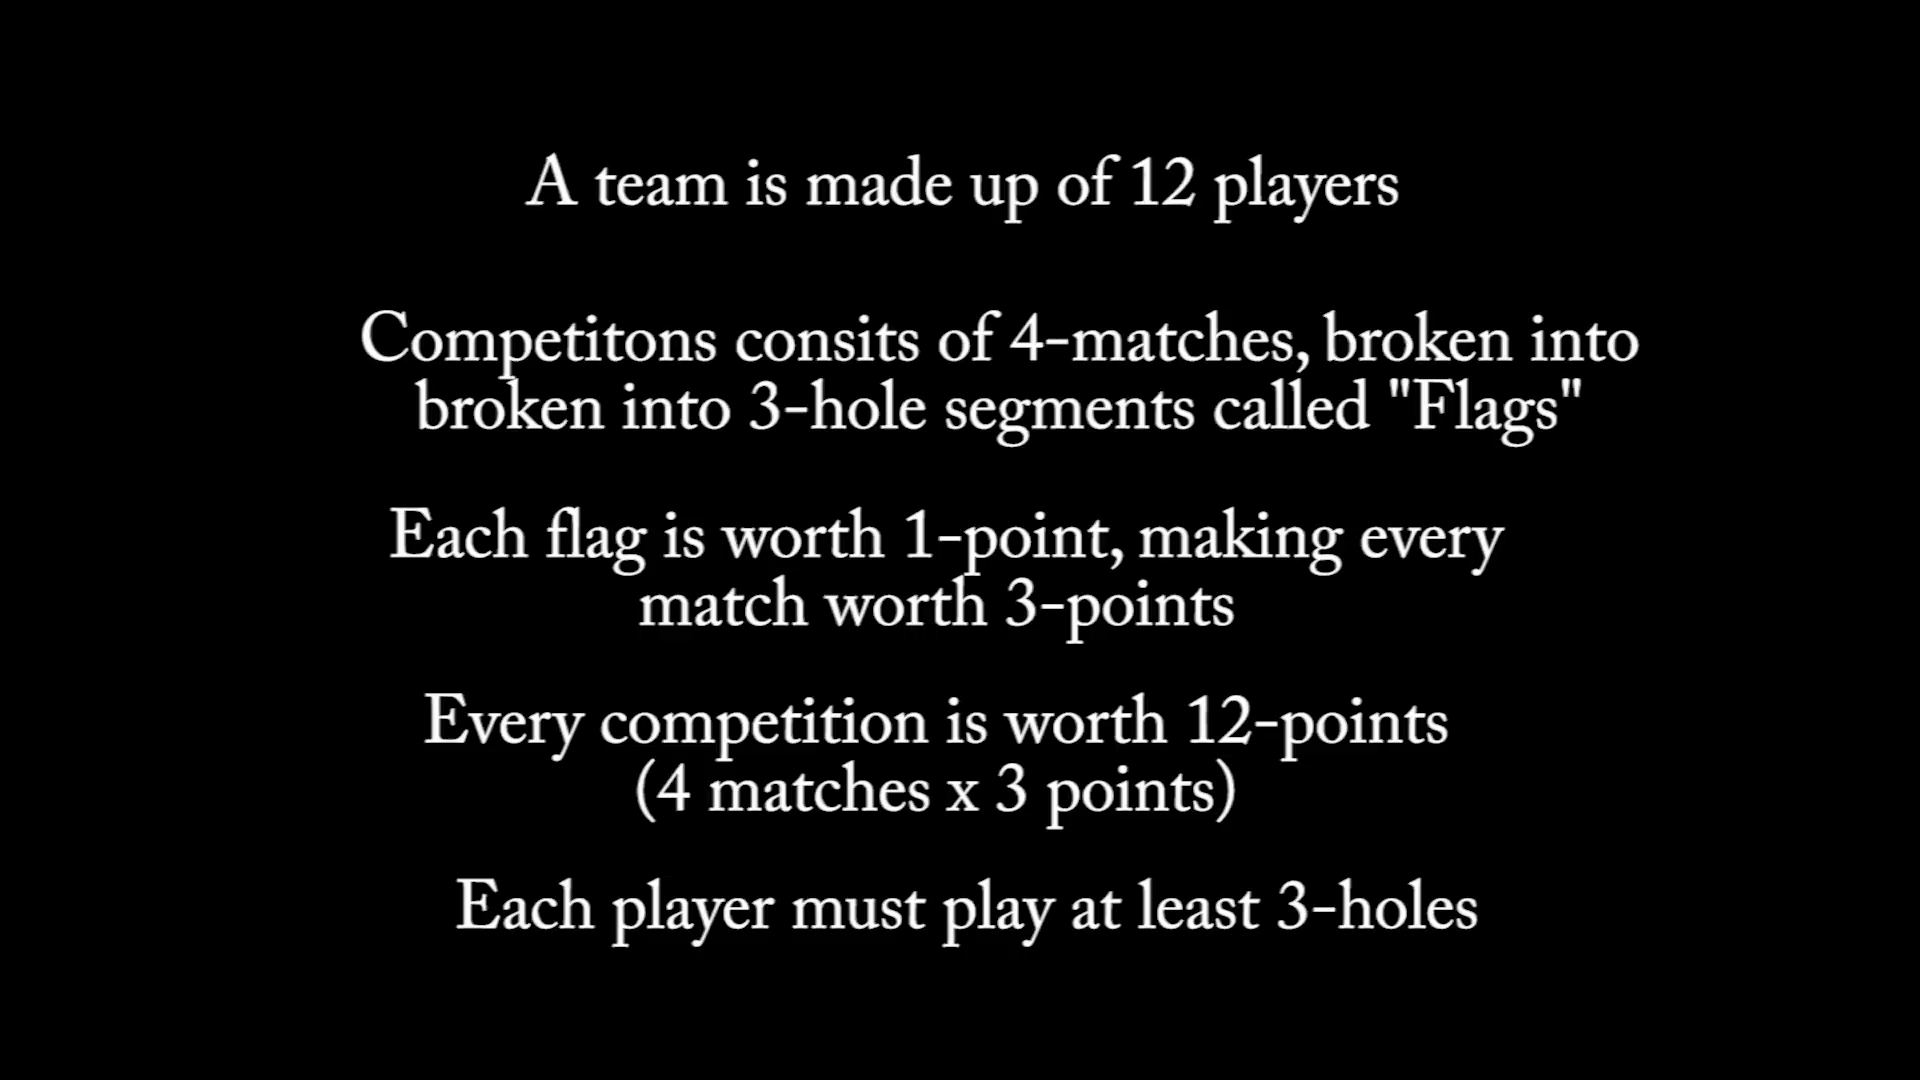 A team is made up of 12 players
Competitons consits of 4-matches, broken into
broken into 3-hole segments called "Flags"
Each flag is worth 1-point, making every
match worth 3-points
Every competition is worth 12-points
(4 matches x 3 points)
Each player must play at least 3-holes